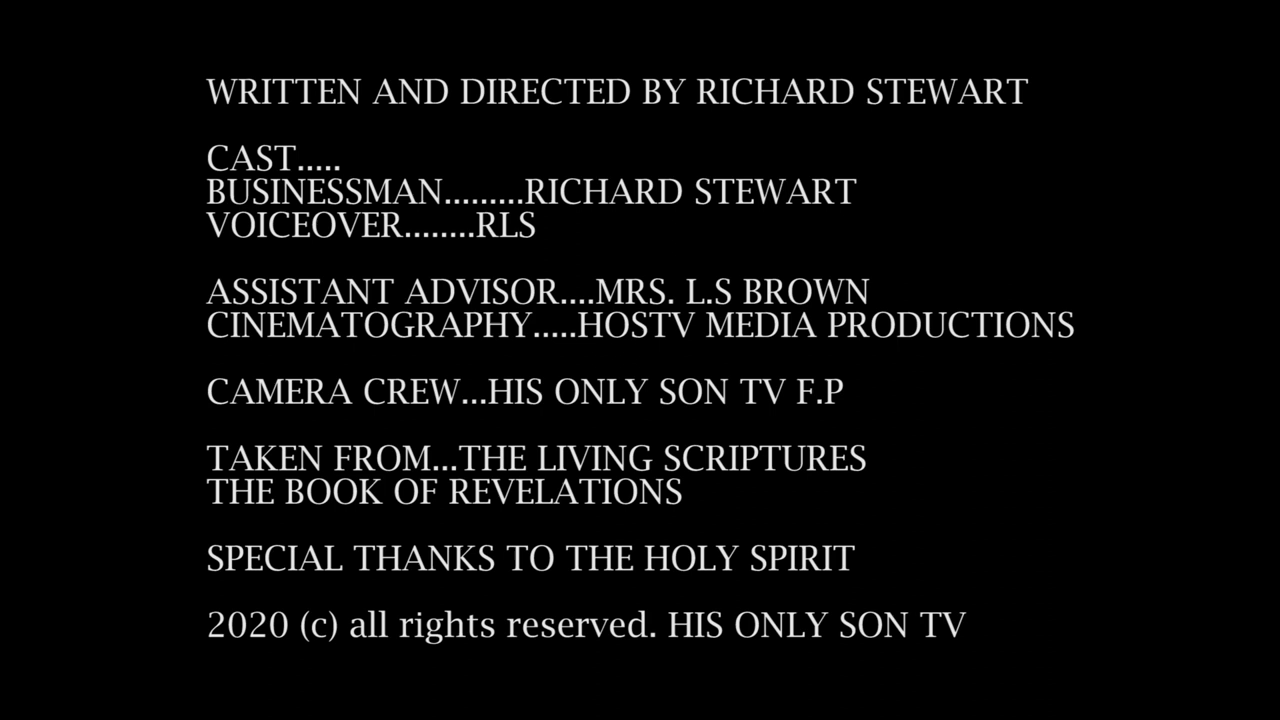 WRITTEN AND DIRECTED BY RICHARD STEWART
CAST.....
BUSINESSMAN.........RICHARD STEWART
VOICEOVER........RLS
ASSISTANT ADVISOR....MRS. L.S BROWN
CINEMATOGRAPHY.....HOSTV MEDIA PRODUCTIONS
CAMERA CREW...HIS ONLY SON TV F.P
TAKEN FROM...THE LIVING SCRIPTURES
THE BOOK OF REVELATIONS
SPECIAL THANKS TO THE HOLY SPIRIT
2020 (c) all rights reserved. HIS ONLY SON TV